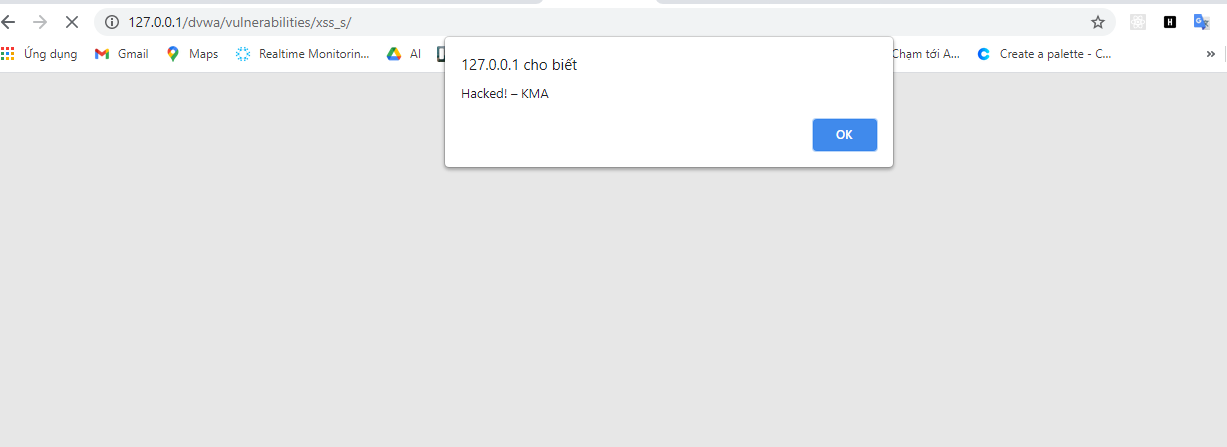 127.0.0.1/dvwa/vulnerabilities/xss_s/
Ứng dụng Gmail Maps Realtime Monitorin... AI Chạm tới A... Create a palette - C... »
127.0.0.1 cho biết
Hacked! – KMA
OK